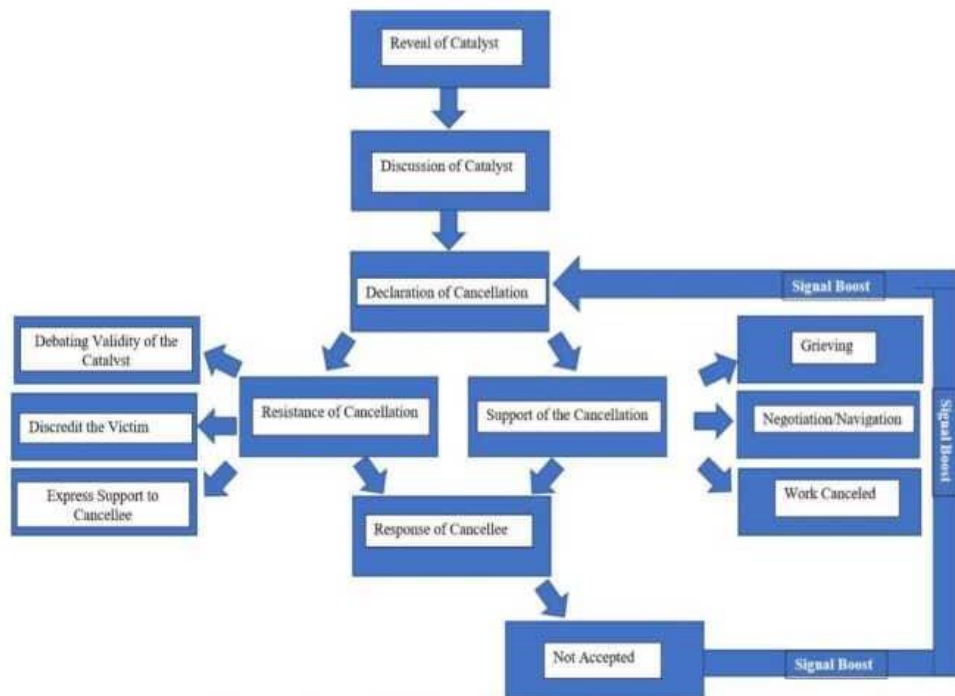 Reveal of Catalyst
Discussion of Catalyst
Declaration of Cancellation
Signal Boost
Debating Validity of the
Catalyst
Grieving
Resistance of Cancellation
Support of the Cancellation
Discredit the Victim
Negotiation/Navigation
Signal Boost
Express Support to
Cancellee
Work Canceled
Response of Cancellee
Not Accepted
Signal Boost